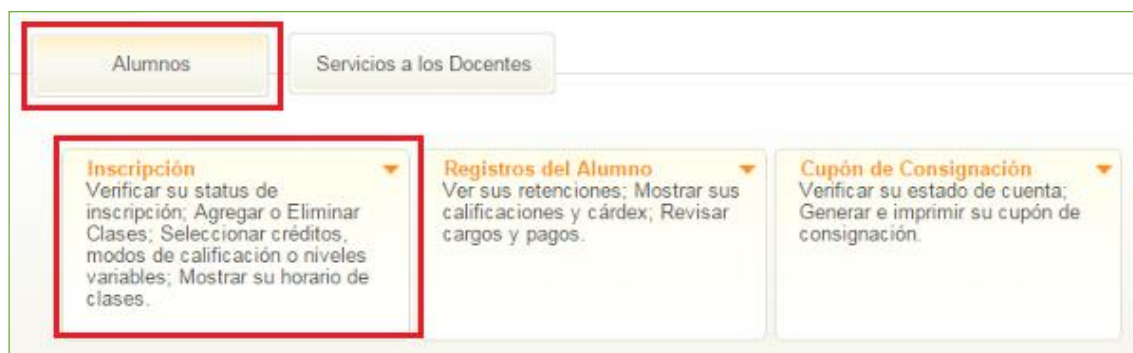 Alumnos
Servicios a los Docentes
Inscripción
Verificar su status de
inscripción; Agregar o Eliminar
Clases; Seleccionar créditos,
modos de calificación o niveles
variables; Mostrar su horario de
clases.
Registros del Alumno
Ver sus retenciones; Mostrar sus
calificaciones y cárdex; Revisar
cargos y pagos.
Cupón de Consignación
Verificar su estado de cuenta;
Generar e imprimir su cupón de
consignación.